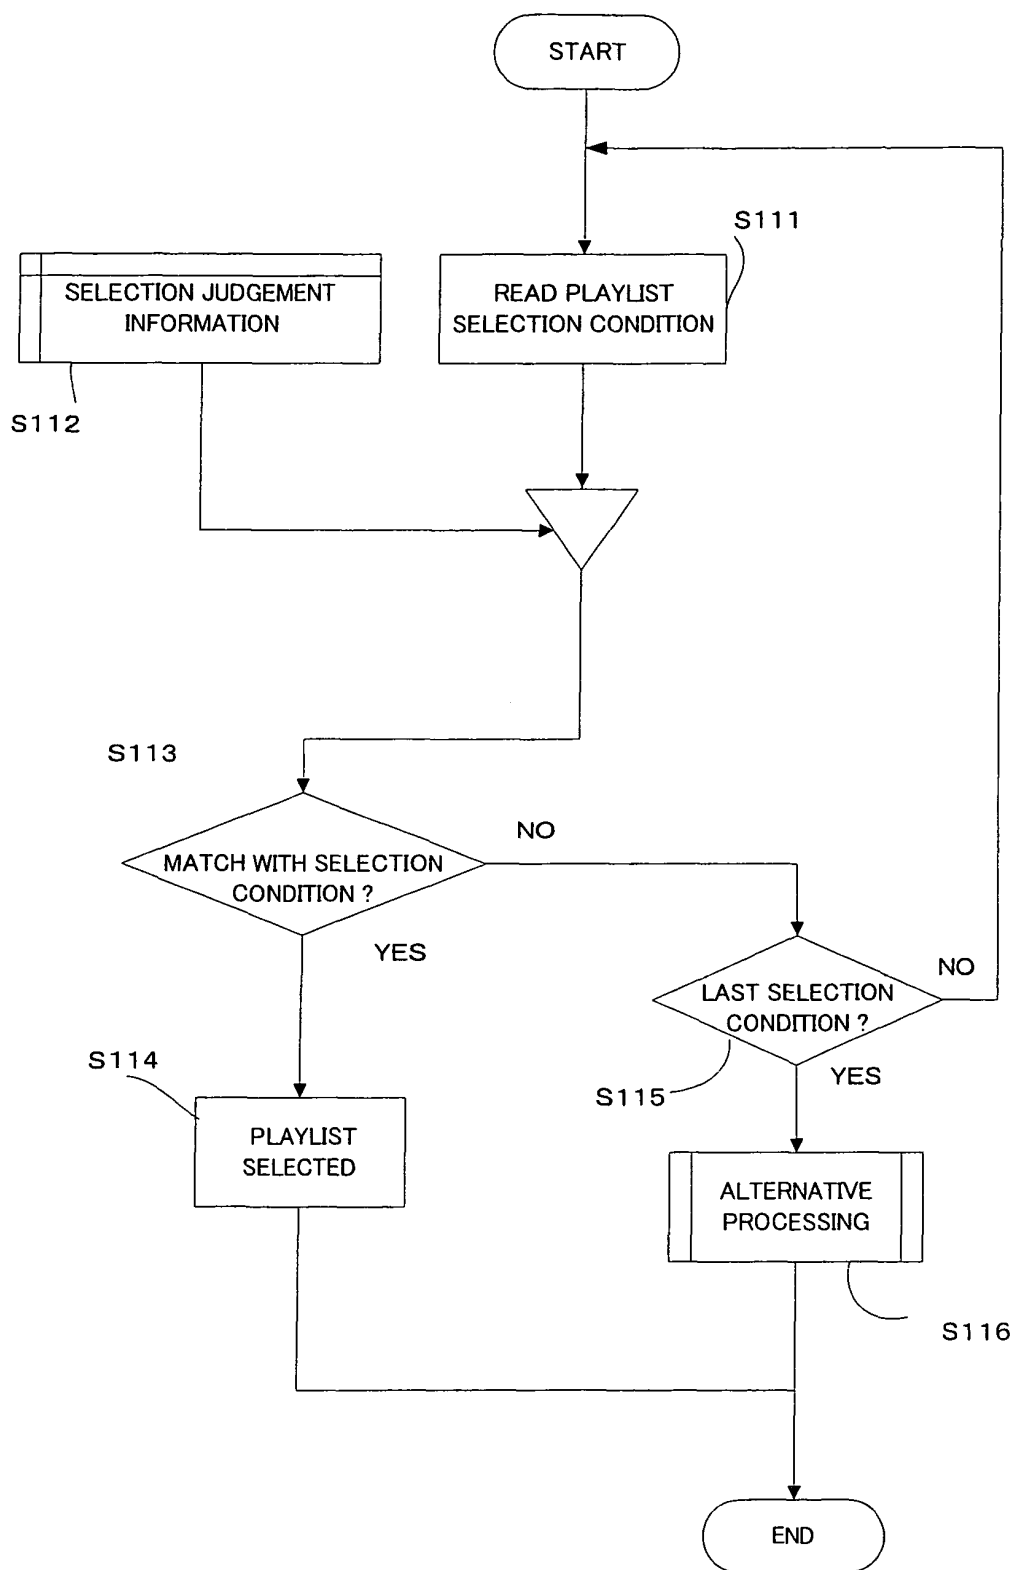 START
S111
READ PLAYLIST
SELECTION CONDITION
SELECTION JUDGEMENT
INFORMATION
S112
S113
MATCH WITH SELECTION
CONDITION ?
NO
YES
LAST SELECTION
CONDITION ?
NO
YES
S115
S114
PLAYLIST
SELECTED
ALTERNATIVE
PROCESSING
S116
END